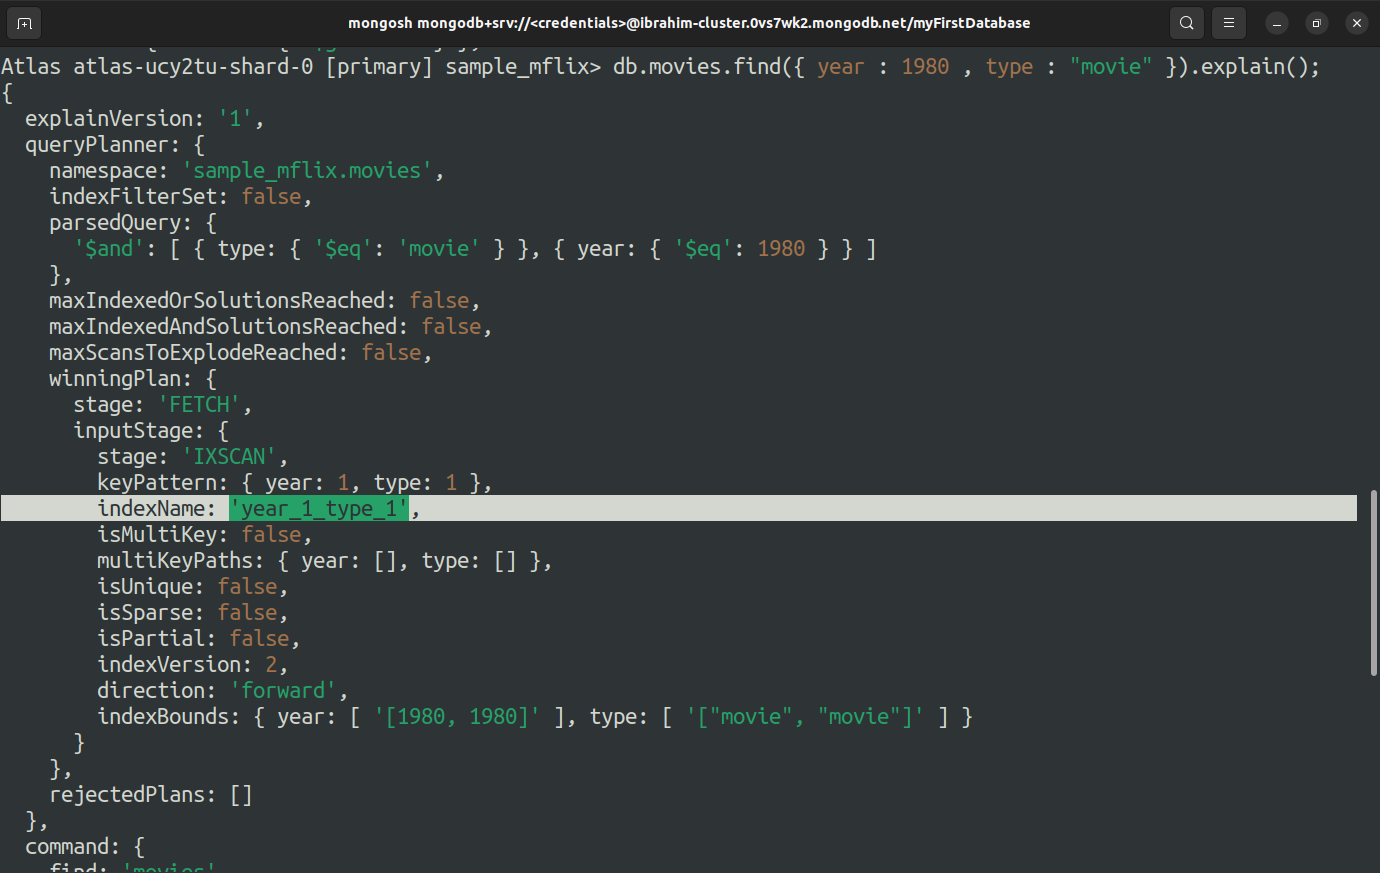 mongosh mongodb+srv://<credentials>@ibrahim-cluster.0vs7wk2.mongodb.net/myFirstDatabase
Atlas atlas-ucy2tu-shard-0 [primary] sample_mflix> db.movies.find({ year : 1980 , type : "movie" }).explain();
{
  explainVersion: '1',
  queryPlanner: {
    namespace: 'sample_mflix.movies',
    indexFilterSet: false,
    parsedQuery: {
      '$and': [ { type: { '$eq': 'movie' } }, { year: { '$eq': 1980 } } ]
    },
    maxIndexedOrSolutionsReached: false,
    maxIndexedAndSolutionsReached: false,
    maxScansToExplodeReached: false,
    winningPlan: {
      stage: 'FETCH',
      inputStage: {
        stage: 'IXSCAN',
        keyPattern: { year: 1, type: 1 },
        indexName: 'year_1_type_1',
        isMultiKey: false,
        multiKeyPaths: { year: [], type: [] },
        isUnique: false,
        isSparse: false,
        isPartial: false,
        indexVersion: 2,
        direction: 'forward',
        indexBounds: { year: [ '[1980, 1980]' ], type: [ '["movie", "movie"]' ] }
      }
    },
    rejectedPlans: []
  },
  command: {
    find: 'movies'